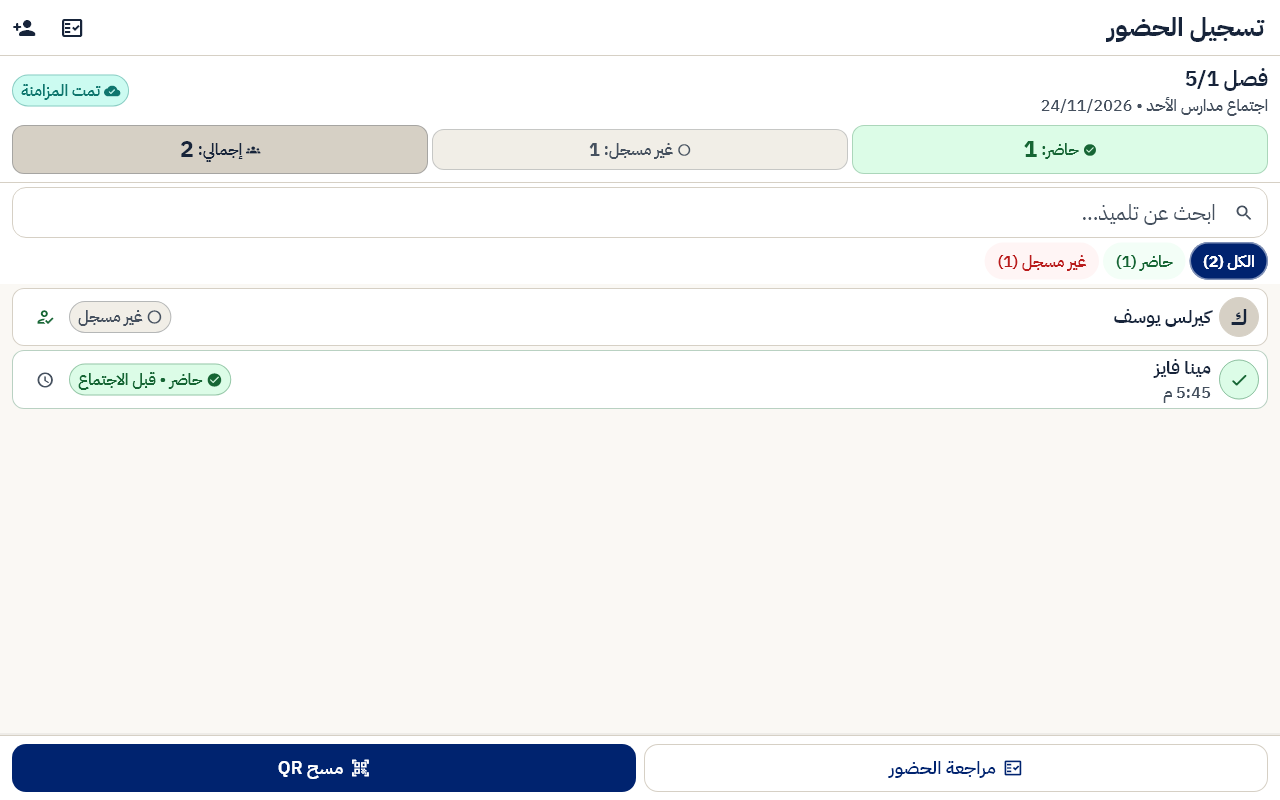 تسجيل الحضور
فصل 5/1
اجتماع مدارس الأحد • 24/11/2026
تمت المزامنة
حاضر: 1
غير مسجل: 1
إجمالي: 2
ابحث عن تلميذ...
الكل (2)
حاضر (1)
غير مسجل (1)
ك
كيرلس يوسف
غير مسجل
مينا فايز
5:45 م
حاضر • قبل الاجتماع
مراجعة الحضور
مسح QR